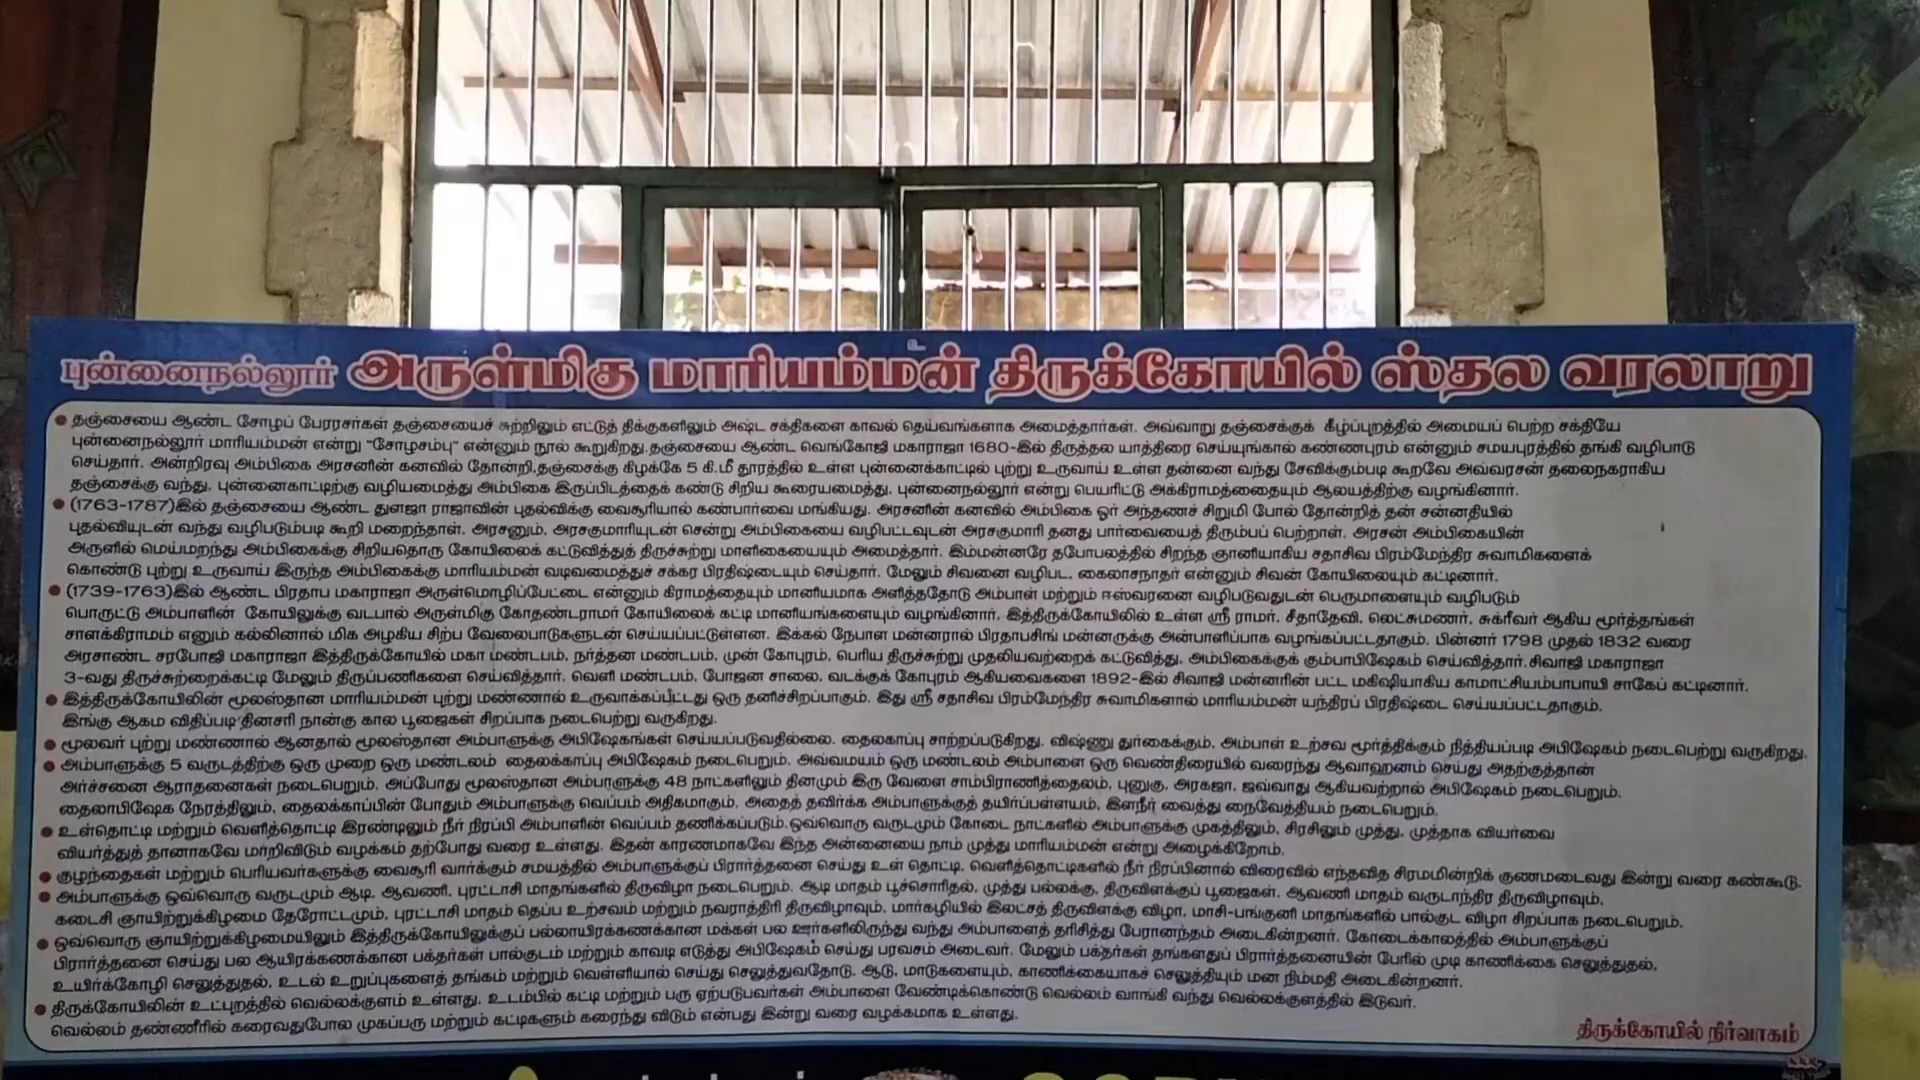 உ
புன்னைநல்லூர் அருள்மிகு மாரியம்மன் திருக்கோயில் ஸ்தல வரலாறு
● தஞ்சையை ஆண்ட சோழப் பேரரசர்கள் தஞ்சையைச் சுற்றிலும் எட்டுத் திக்குகளிலும் அஷ்ட சக்திகளை காவல் தெய்வங்களாக அமைத்தார்கள். அவ்வாறு தஞ்சைக்குக் கீழ்ப்புறத்தில் அமையப் பெற்ற சக்தியே
புன்னைநல்லூர் மாரியம்மன் என்று “சோழசம்பு” என்னும் நூல் கூறுகிறது.தஞ்சையை ஆண்ட வெங்கோஜி மகாராஜா 1680-இல் திருத்தல யாத்திரை செய்யுங்கால் கண்ணபுரம் என்னும் சமயபுரத்தில் தங்கி வழிபாடு
செய்தார். அன்றிரவு அம்பிகை அரசனின் கனவில் தோன்றி,தஞ்சைக்கு கிழக்கே 5 கி.மீ தூரத்தில் உள்ள புன்னைக்காட்டில் புற்று உருவாய் உள்ள தன்னை வந்து சேவிக்கும்படி கூறவே அவ்வரசன் தலைநகராகிய
தஞ்சைக்கு வந்து, புன்னைகாட்டிற்கு வழியமைத்து அம்பிகை இருப்பிடத்தைக் கண்டு சிறிய கூரையமைத்து, புன்னைநல்லூர் என்று பெயரிட்டு அக்கிராமத்தையும் ஆலயத்திற்கு வழங்கினார்.
● (1763-1787)இல் தஞ்சையை ஆண்ட துளஜா ராஜாவின் புதல்விக்கு வைசூரியால் கண்பார்வை மங்கியது. அரசனின் கனவில் அம்பிகை ஓர் அந்தணச் சிறுமி போல் தோன்றித் தன் சன்னதியில்
புதல்வியுடன் வந்து வழிபடும்படி கூறி மறைந்தாள். அரசனும், அரசகுமாரியுடன் சென்று அம்பிகையை வழிபட்டவுடன் அரசகுமாரி தனது பார்வையைத் திரும்பப் பெற்றாள். அரசன் அம்பிகையின்
அருளில் மெய்மறந்து அம்பிகைக்கு சிறியதொரு கோயிலைக் கட்டுவித்துத் திருச்சுற்று மாளிகையையும் அமைத்தார். இம்மன்னரே தபோபலத்தில் சிறந்த ஞானியாகிய சதாசிவ பிரம்மேந்திர சுவாமிகளைக்
கொண்டு புற்று உருவாய் இருந்த அம்பிகைக்கு மாரியம்மன் வடிவமைத்துச் சக்கர பிரதிஷ்டையும் செய்தார். மேலும் சிவனை வழிபட, கைலாசநாதர் என்னும் சிவன் கோயிலையும் கட்டினார்.
● (1739-1763)இல் ஆண்ட பிரதாப மகாராஜா அருள்மொழிப்பேட்டை என்னும் கிராமத்தையும் மானியமாக அளித்ததோடு அம்பாள் மற்றும் ஈஸ்வரனை வழிபடுவதுடன் பெருமாளையும் வழிபடும்
பொருட்டு அம்பாளின் கோயிலுக்கு வடபால் அருள்மிகு கோதண்டராமர் கோயிலைக் கட்டி மானியங்களையும் வழங்கினார். இத்திருக்கோயிலில் உள்ள ஸ்ரீ ராமர், சீதாதேவி, லெட்சுமணர், சுக்ரீவர் ஆகிய மூர்த்தங்கள்
சாளக்கிராமம் எனும் கல்லினால் மிக அழகிய சிற்ப வேலைபாடுகளுடன் செய்யப்பட்டுள்ளன. இக்கல் நேபாள மன்னரால் பிரதாபசிங் மன்னருக்கு அன்பளிப்பாக வழங்கப்பட்டதாகும். பின்னர் 1798 முதல் 1832 வரை
அரசாண்ட சரபோஜி மகாராஜா இத்திருக்கோயில் மகா மண்டபம், நர்த்தன மண்டபம், முன் கோபுரம், பெரிய திருச்சுற்று முதலியவற்றைக் கட்டுவித்து, அம்பிகைக்குக் கும்பாபிஷேகம் செய்வித்தார்.சிவாஜி மகாராஜா
3-வது திருச்சுற்றைக்கட்டி மேலும் திருப்பணிகளை செய்வித்தார். வெளி மண்டபம், போஜன சாலை, வடக்குக் கோபுரம் ஆகியவைகளை 1892-இல் சிவாஜி மன்னரின் பட்ட மகிஷியாகிய காமாட்சியம்பாபாயி சாகேப் கட்டினார்.
● இத்திருக்கோயிலின் மூலஸ்தான மாரியம்மன் புற்று மண்ணால் உருவாக்கப்பட்டது ஒரு தனிச்சிறப்பாகும். இது ஸ்ரீ சதாசிவ பிரம்மேந்திர சுவாமிகளால் மாரியம்மன் யந்திரப் பிரதிஷ்டை செய்யப்பட்டதாகும்.
இங்கு ஆகம விதிப்படி தினசரி நான்கு கால பூஜைகள் சிறப்பாக நடைபெற்று வருகிறது.
● மூலவர் புற்று மண்ணால் ஆனதால் மூலஸ்தான அம்பாளுக்கு அபிஷேகங்கள் செய்யப்படுவதில்லை. தைலகாப்பு சாற்றப்படுகிறது. விஷ்ணு துர்கைக்கும், அம்பாள் உற்சவ மூர்த்திக்கும் நித்தியப்படி அபிஷேகம் நடைபெற்று வருகிறது.
● அம்பாளுக்கு 5 வருடத்திற்கு ஒரு முறை ஒரு மண்டலம் தைலக்காப்பு அபிஷேகம் நடைபெறும். அவ்வமயம் ஒரு மண்டலம் அம்பாளை ஒரு வெண்திரையில் வரைந்து ஆவாஹனம் செய்து அதற்குத்தான்
அர்ச்சனை ஆராதனைகள் நடைபெறும். அப்போது மூலஸ்தான அம்பாளுக்கு 48 நாட்களிலும் தினமும் இரு வேளை சாம்பிராணித்தைலம், புனுகு, அரகஜா, ஜவ்வாது ஆகியவற்றால் அபிஷேகம் நடைபெறும்.
தைலாபிஷேக நேரத்திலும், தைலக்காப்பின் போதும் அம்பாளுக்கு வெப்பம் அதிகமாகும். அதைத் தவிர்க்க அம்பாளுக்குத் தயிர்ப்பள்ளயம், இளநீர் வைத்து நைவேத்தியம் நடைபெறும்.
● உள்தொட்டி மற்றும் வெளித்தொட்டி இரண்டிலும் நீர் நிரப்பி அம்பாளின் வெப்பம் தணிக்கப்படும்.ஒவ்வொரு வருடமும் கோடை நாட்களில் அம்பாளுக்கு முகத்திலும், சிரசிலும் முத்து, முத்தாக வியர்வை
வியர்த்துத் தானாகவே மாறிவிடும் வழக்கம் தற்போது வரை உள்ளது. இதன் காரணமாகவே இந்த அன்னையை நாம் முத்து மாரியம்மன் என்று அழைக்கிறோம்.
● குழந்தைகள் மற்றும் பெரியவர்களுக்கு வைசூரி வார்க்கும் சமயத்தில் அம்பாளுக்குப் பிரார்த்தனை செய்து உள் தொட்டி, வெளித்தொட்டிகளில் நீர் நிரப்பினால் விரைவில் எந்தவித சிரமமின்றிக் குணமடைவது இன்று வரை கண்கூடு.
● அம்பாளுக்கு ஒவ்வொரு வருடமும் ஆடி, ஆவணி, புரட்டாசி மாதங்களில் திருவிழா நடைபெறும். ஆடி மாதம் பூச்சொரிதல், முத்து பல்லக்கு, திருவிளக்குப் பூஜைகள், ஆவணி மாதம் வருடாந்திர திருவிழாவும்,
கடைசி ஞாயிற்றுக்கிழமை தேரோட்டமும், புரட்டாசி மாதம் தெப்ப உற்சவம் மற்றும் நவராத்திரி திருவிழாவும், மார்கழியில் இலட்சத் திருவிளக்கு விழா, மாசி-பங்குனி மாதங்களில் பால்குட விழா சிறப்பாக நடைபெறும்.
● ஒவ்வொரு ஞாயிற்றுக்கிழமையிலும் இத்திருக்கோயிலுக்குப் பல்லாயிரக்கணக்கான மக்கள் பல ஊர்களிலிருந்து வந்து அம்பாளைத் தரிசித்து பேரானந்தம் அடைகின்றனர். கோடைக்காலத்தில் அம்பாளுக்குப்
பிரார்த்தனை செய்து பல ஆயிரக்கணக்கான பக்தர்கள் பால்குடம் மற்றும் காவடி எடுத்து அபிஷேகம் செய்து பரவசம் அடைவர். மேலும் பக்தர்கள் தங்களதுப் பிரார்த்தனையின் பேரில் முடி காணிக்கை செலுத்துதல்,
உயிர்க்கோழி செலுத்துதல், உடல் உறுப்புகளைத் தங்கம் மற்றும் வெள்ளியால் செய்து செலுத்துவதோடு, ஆடு, மாடுகளையும், காணிக்கையாகச் செலுத்தியும் மன நிம்மதி அடைகின்றனர்.
● திருக்கோயிலின் உட்புறத்தில் வெல்லக்குளம் உள்ளது. உடம்பில் கட்டி மற்றும் பரு ஏற்படுபவர்கள் அம்பாளை வேண்டிக்கொண்டு வெல்லம் வாங்கி வந்து வெல்லக்குளத்தில் இடுவர்.
வெல்லம் தண்ணீரில் கரைவதுபோல முகப்பரு மற்றும் கட்டிகளும் கரைந்து விடும் என்பது இன்று வரை வழக்கமாக உள்ளது.
திருக்கோயில் நிர்வாகம்